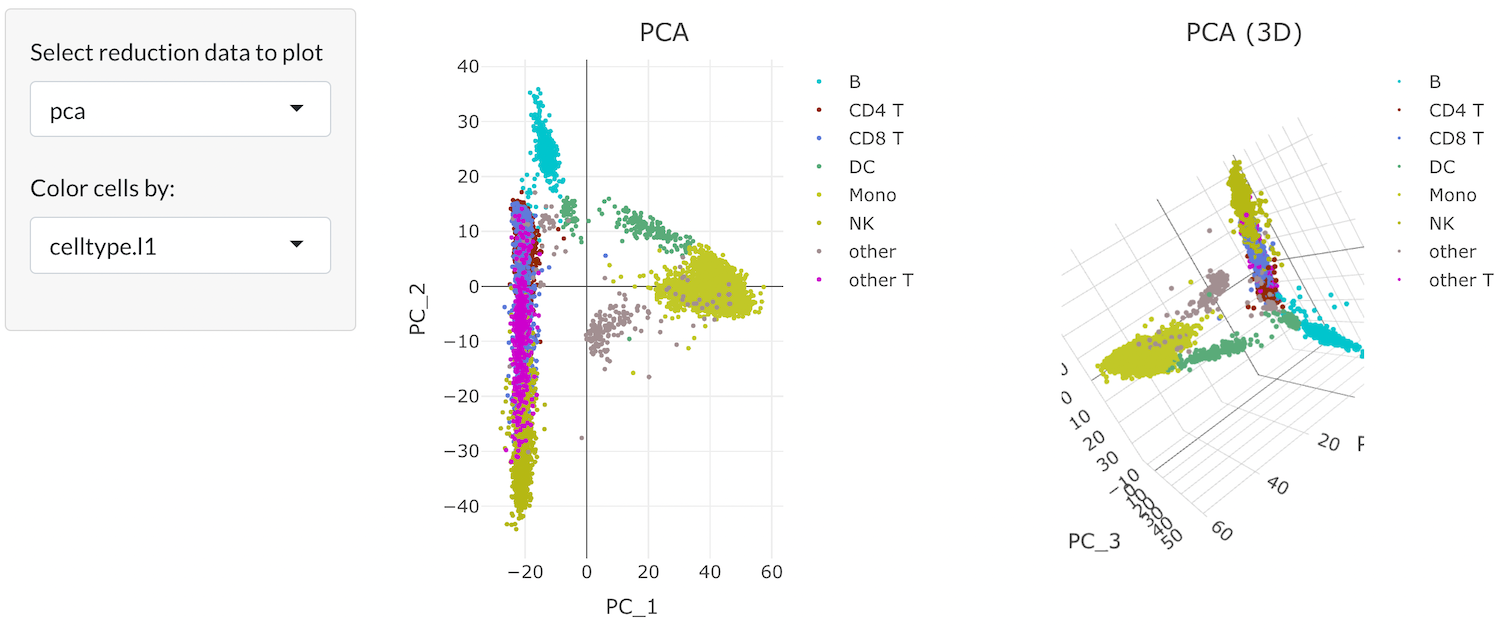 Select reduction data to plot
pca
Color cells by:
celltype.l1
PCA
40
30
20
10
0
−10
−20
−30
−40
PC_2
−20 0 20 40 60
PC_1
B
CD4 T
CD8 T
DC
Mono
NK
other
other T
PCA (3D)
0
10
20
30
20
40
60
50
PC_3
B
CD4 T
CD8 T
DC
Mono
NK
other
other T